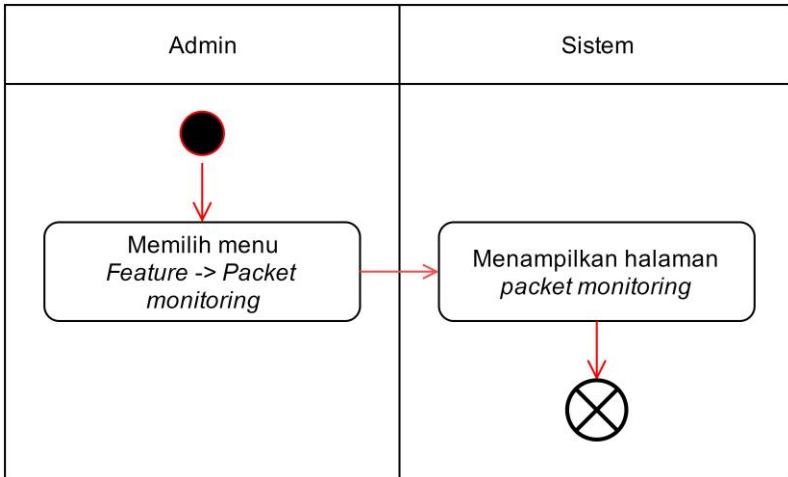 Admin
Sistem
Memilih menu
Feature -> Packet
monitoring
Menampilkan halaman
packet monitoring